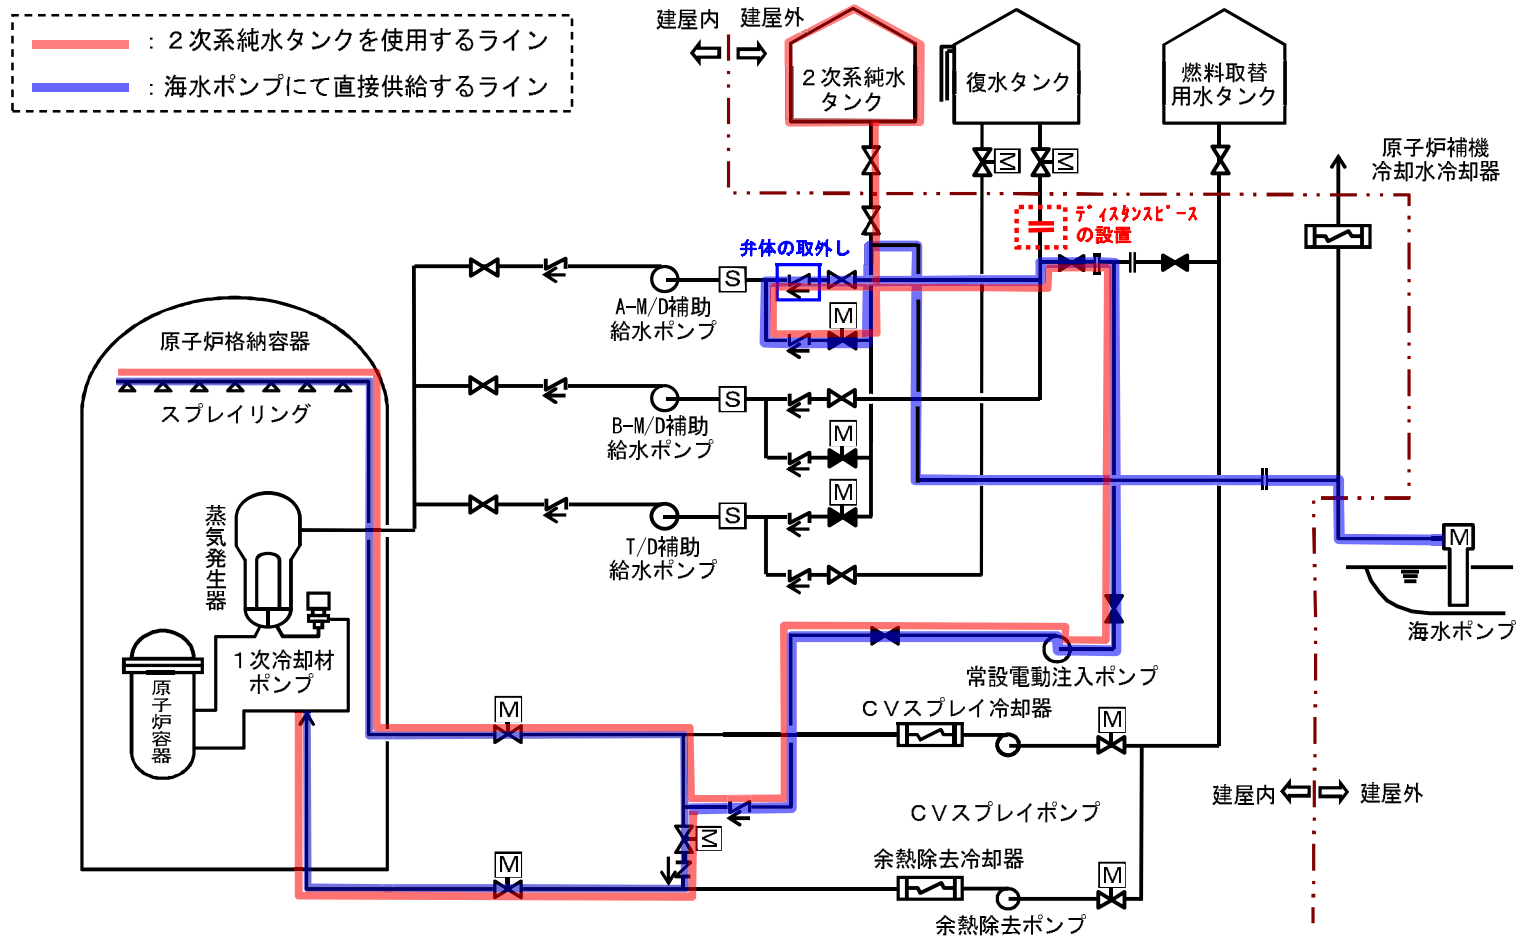 ：２次系純水タンクを使用するライン
：海水ポンプにて直接供給するライン
建屋内
建屋外
２次系純水
タンク
復水タンク
燃料取替
用水タンク
原子炉補機
冷却水冷却器
M
M
ディスタンスピース
の設置
弁体の取外し
S
A-M/D補助
給水ポンプ
M
原子炉格納容器
スプレイリング
S
B-M/D補助
給水ポンプ
M
M
S
T/D補助
給水ポンプ
蒸気発生器
M
海水ポンプ
１次冷却材
ポンプ
原子炉容器
常設電動注入ポンプ
ＣＶスプレイ冷却器
M
M
建屋内
建屋外
ＣＶスプレイポンプ
M
余熱除去冷却器
M
M
余熱除去ポンプ